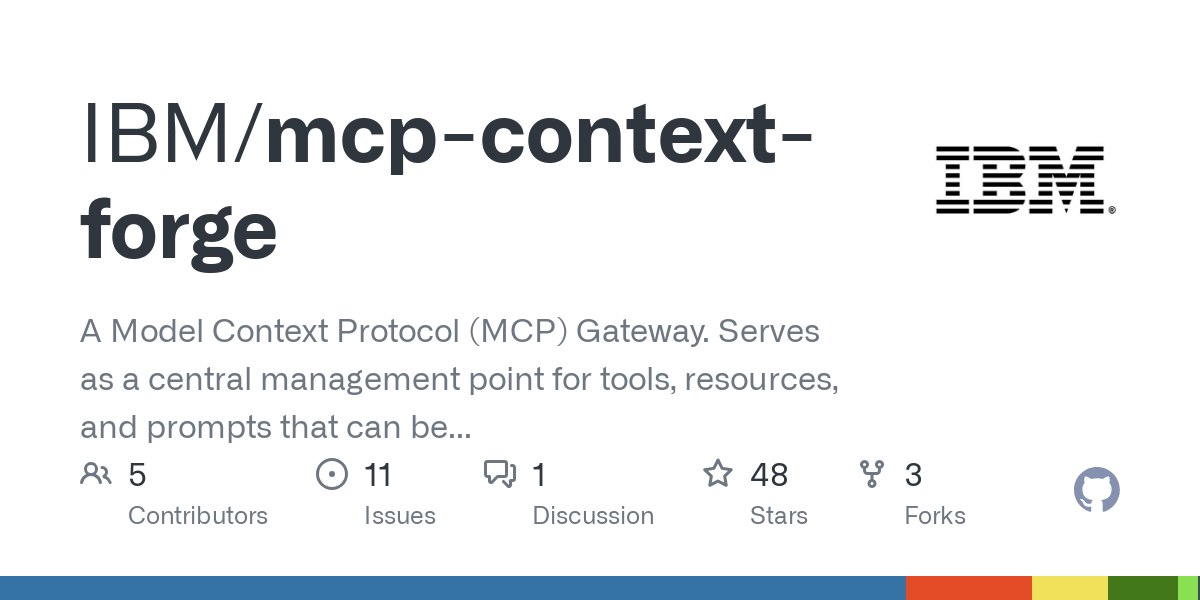 IBM/mcp-context-
forge
IBM®
A Model Context Protocol (MCP) Gateway. Serves
as a central management point for tools, resources,
and prompts that can be...
5
Contributors
11
Issues
1
Discussion
48
Stars
3
Forks